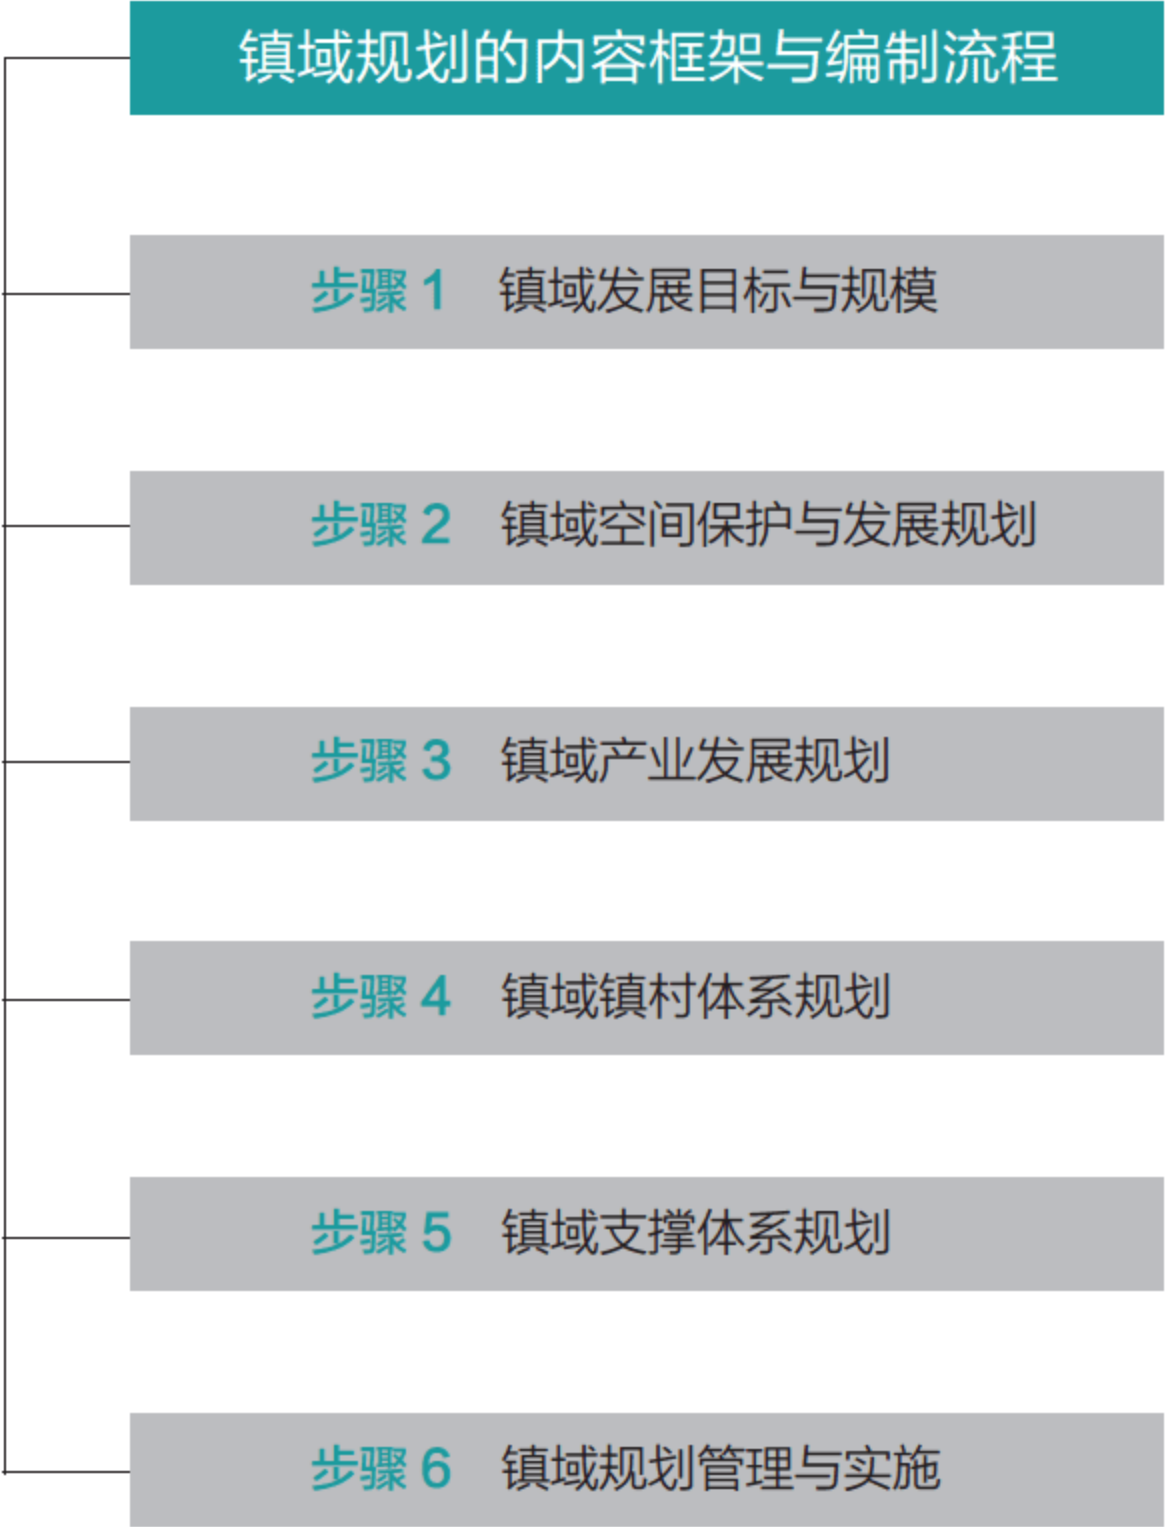 镇域规划的内容框架与编制流程
步骤 1 镇域发展目标与规模
步骤 2 镇域空间保护与发展规划
步骤 3 镇域产业发展规划
步骤 4 镇域镇村体系规划
步骤 5 镇域支撑体系规划
步骤 6 镇域规划管理与实施